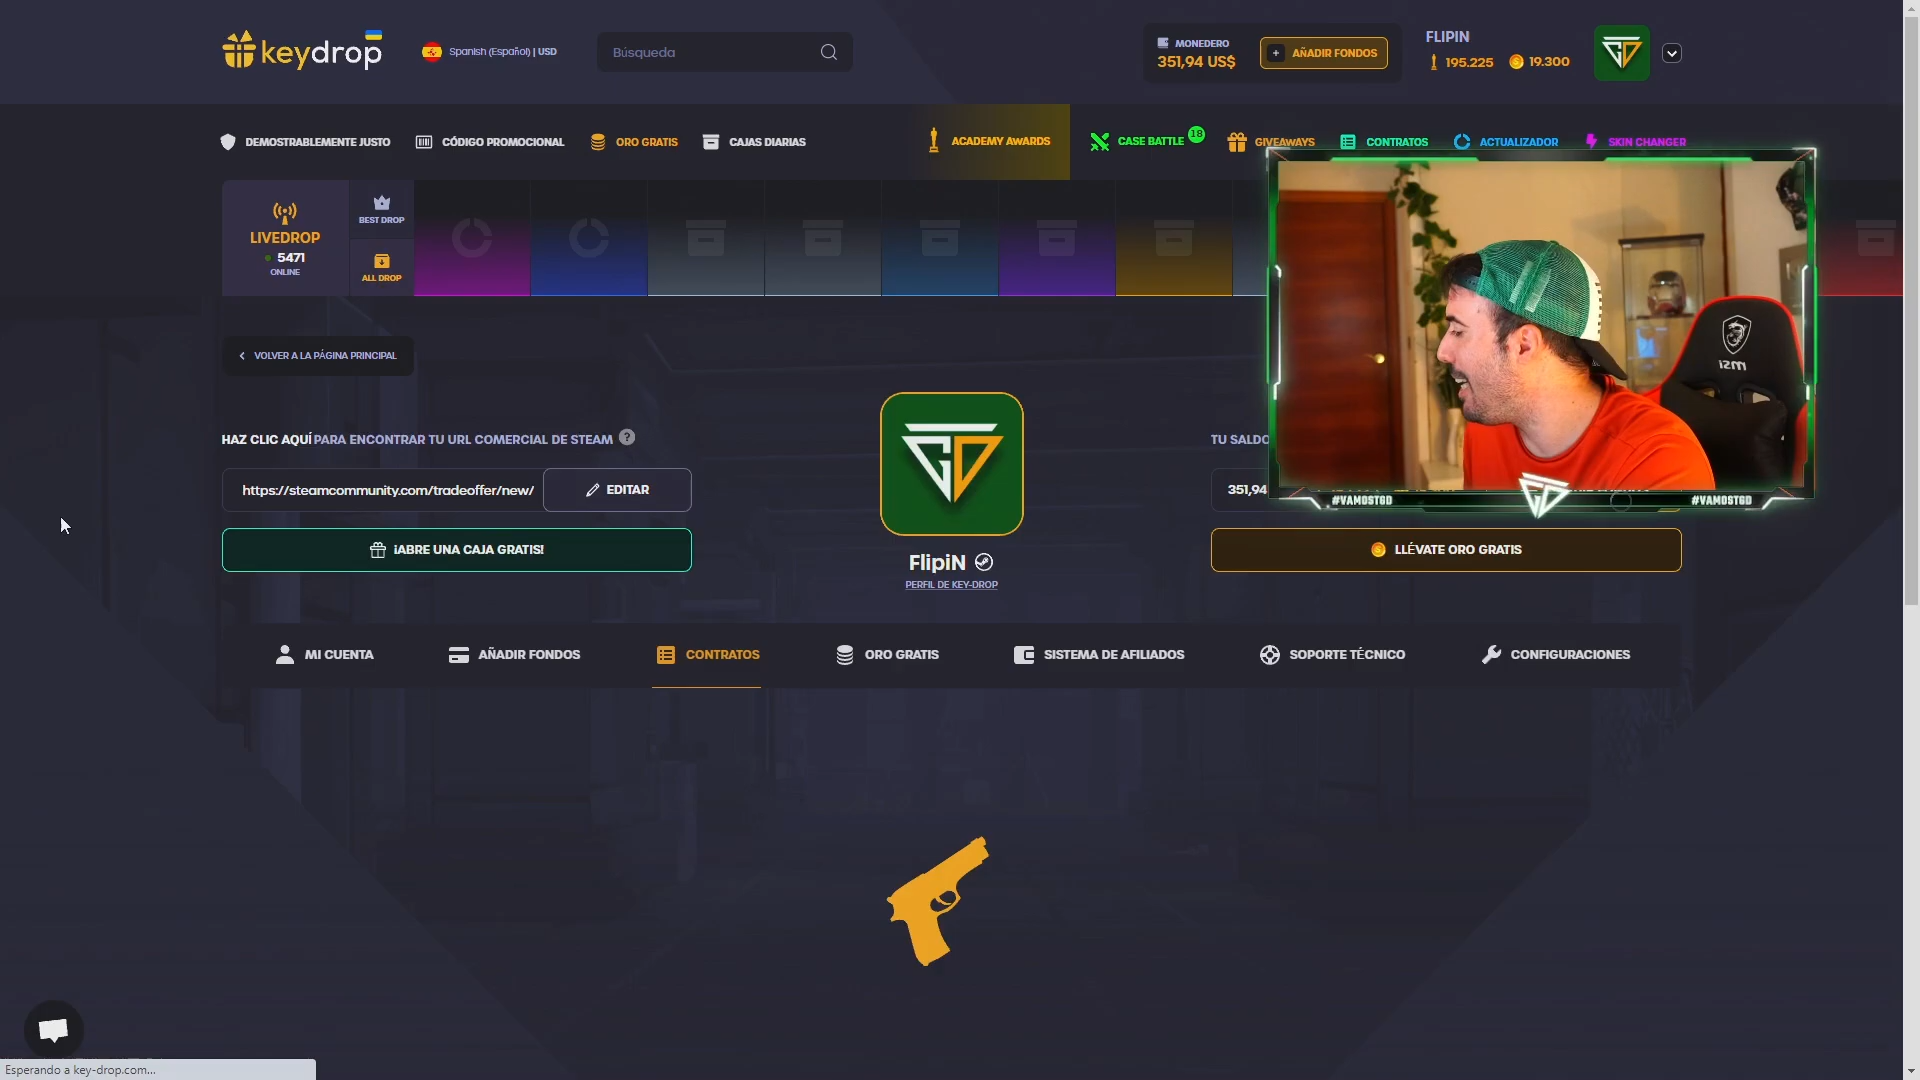 keydrop
Spanish (Español) | USD
Búsqueda
MONEDERO
351,94 US$
+ AÑADIR FONDOS
FLIPIN
195.225
19.300
DEMOSTRABLEMENTE JUSTO
CÓDIGO PROMOCIONAL
ORO GRATIS
CAJAS DIARIAS
ACADEMY AWARDS
CASE BATTLE
18
GIVEAWAYS
CONTRATOS
ACTUALIZADOR
SKIN CHANGER
LIVEDROP
5471
ONLINE
BEST DROP
ALL DROP
VOLVER A LA PÁGINA PRINCIPAL
HAZ CLIC AQUÍ PARA ENCONTRAR TU URL COMERCIAL DE STEAM ?
https://steamcommunity.com/tradeoffer/new/
EDITAR
¡ABRE UNA CAJA GRATIS!
FlipiN
PERFIL DE KEY-DROP
TU SALDO
351,94
msi
#VAMOSTGD
#VAMOSTGD
LLÉVATE ORO GRATIS
MI CUENTA
AÑADIR FONDOS
CONTRATOS
ORO GRATIS
SISTEMA DE AFILIADOS
SOPORTE TÉCNICO
CONFIGURACIONES
Esperando a key-drop.com...